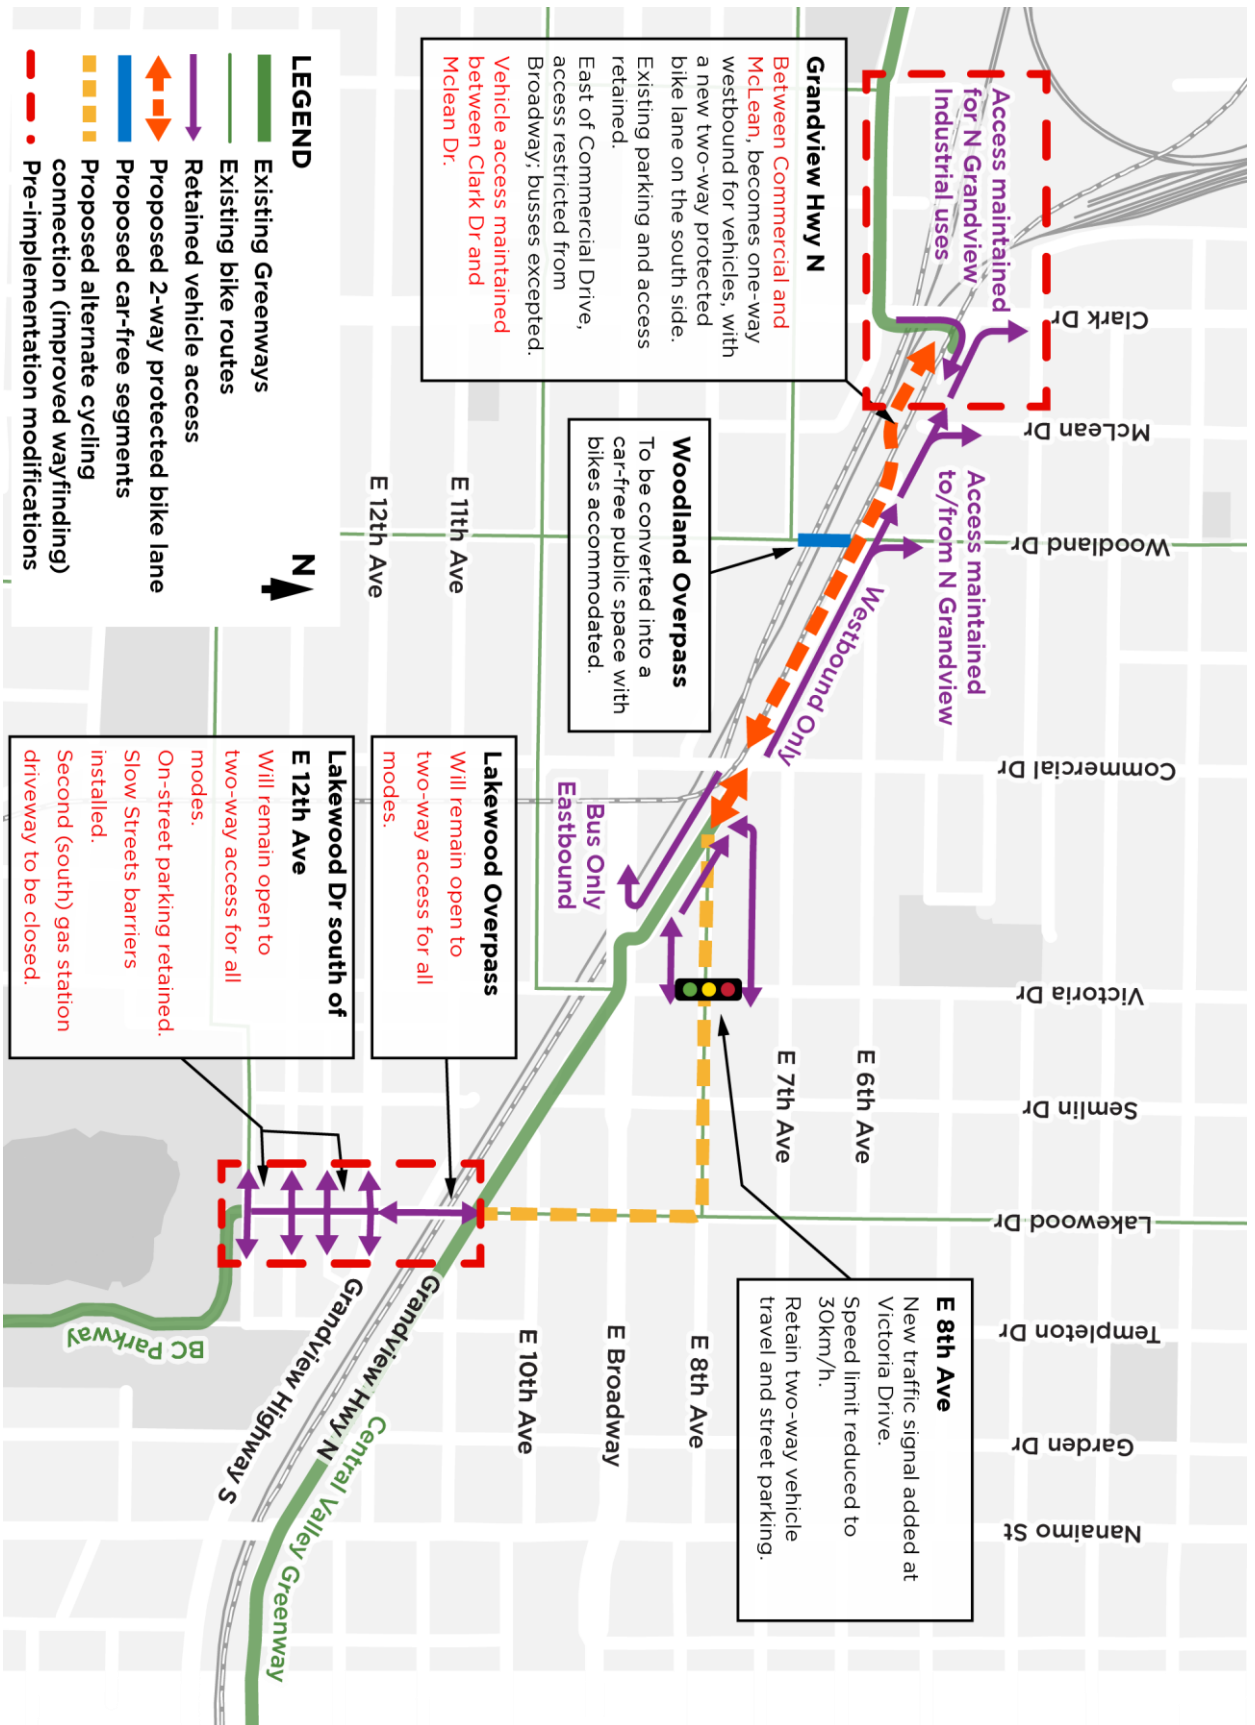 Grandview Hwy N
Between Commercial and
McLean, becomes one-way
westbound for vehicles, with
a new two-way protected
bike lane on the south side.
Existing parking and access
retained.
East of Commercial Drive,
access restricted from
Broadway; busses excepted.
Vehicle access maintained
between Clark Dr and
Mclean Dr.
Access maintained
for N Grandview
Industrial uses
Clark Dr
McLean Dr
Woodland Dr
Commercial Dr
Victoria Dr
Semlin Dr
Lakewood Dr
Templeton Dr
Garden Dr
Nanaimo St
Access maintained
to/from N Grandview
Westbound Only
Woodland Overpass
To be converted into a
car-free public space with
bikes accommodated.
E 11th Ave
E 12th Ave
Bus Only
Eastbound
E 6th Ave
E 7th Ave
E 8th Ave
E Broadway
E 10th Ave
E 8th Ave
New traffic signal added at
Victoria Drive.
Speed limit reduced to
30km/h.
Retain two-way vehicle
travel and street parking.
Lakewood Overpass
Will remain open to
two-way access for all
modes.
Lakewood Dr south of
E 12th Ave
Will remain open to
two-way access for all
modes.
On-street parking retained.
Slow Streets barriers
installed.
Second (south) gas station
driveway to be closed.
Grandview Hwy N
Grandview Highway S
Central Valley Greenway
BC Parkway
LEGEND
N
Existing Greenways
Existing bike routes
Retained vehicle access
Proposed 2-way protected bike lane
Proposed car-free segments
Proposed alternate cycling
connection (improved wayfinding)
Pre-implementation modifications